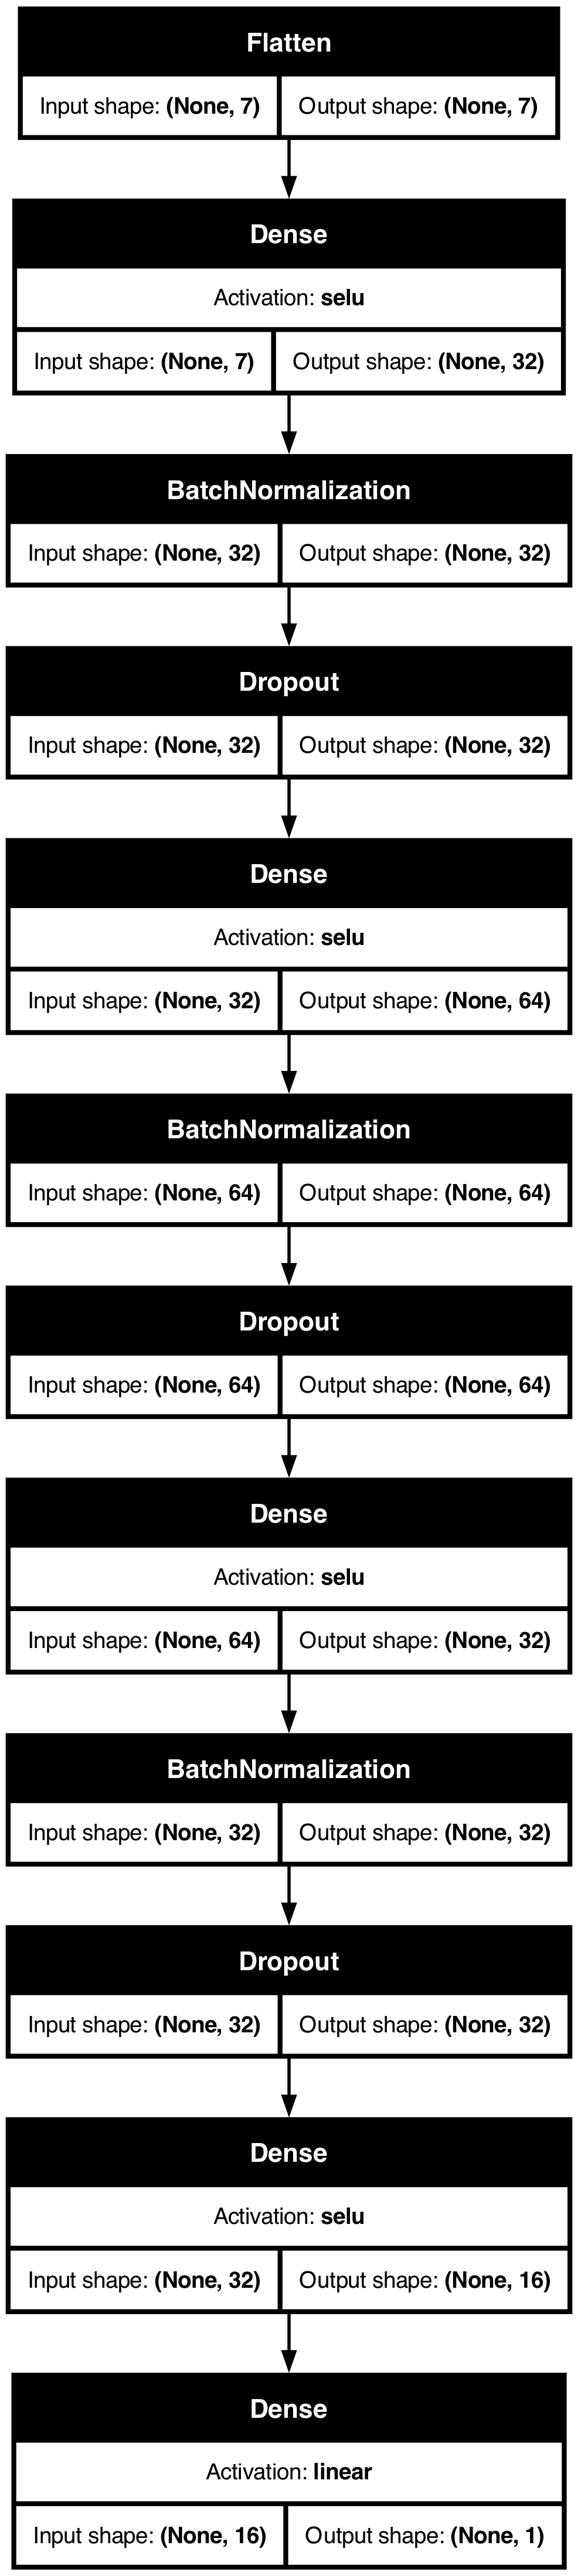 Flatten
Input shape: (None, 7) Output shape: (None, 7)
Dense
Activation: selu
Input shape: (None, 7) Output shape: (None, 32)
BatchNormalization
Input shape: (None, 32) Output shape: (None, 32)
Dropout
Input shape: (None, 32) Output shape: (None, 32)
Dense
Activation: selu
Input shape: (None, 32) Output shape: (None, 64)
BatchNormalization
Input shape: (None, 64) Output shape: (None, 64)
Dropout
Input shape: (None, 64) Output shape: (None, 64)
Dense
Activation: selu
Input shape: (None, 64) Output shape: (None, 32)
BatchNormalization
Input shape: (None, 32) Output shape: (None, 32)
Dropout
Input shape: (None, 32) Output shape: (None, 32)
Dense
Activation: selu
Input shape: (None, 32) Output shape: (None, 16)
Dense
Activation: linear
Input shape: (None, 16) Output shape: (None, 1)